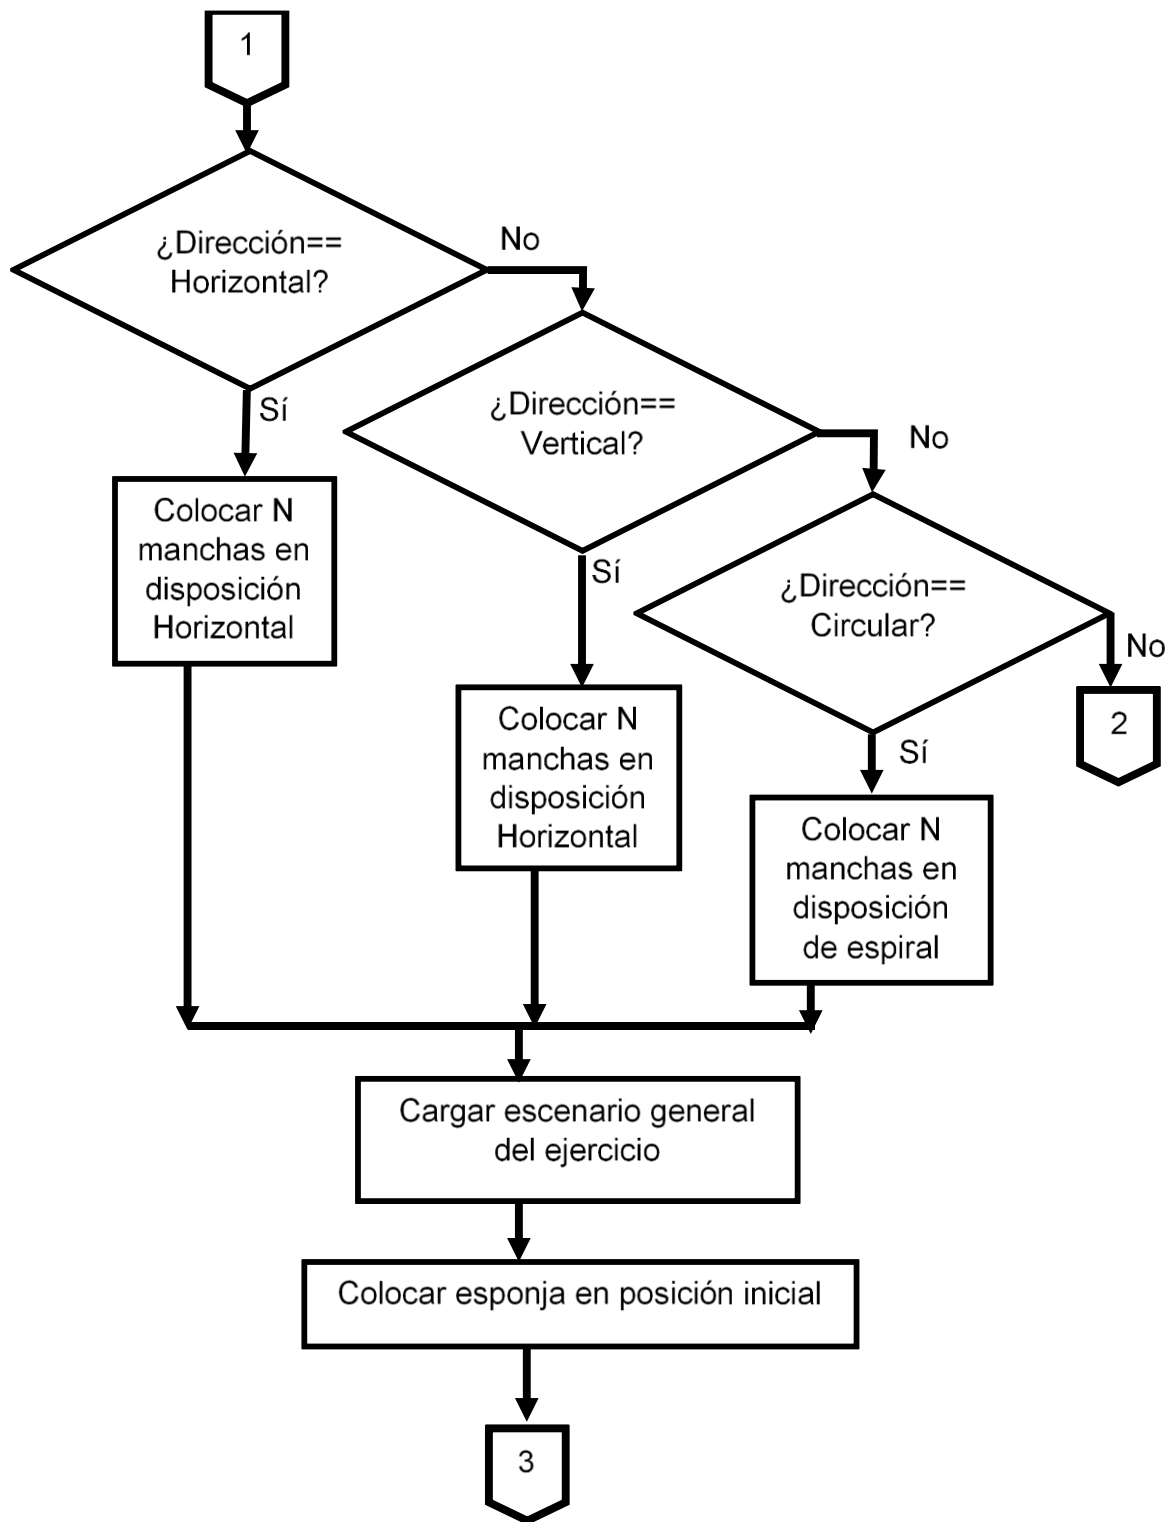 1
¿Dirección==
Horizontal?
No
Sí
¿Dirección==
Vertical?
No
Sí
¿Dirección==
Circular?
No
2
Sí
Colocar N
manchas en
disposición
Horizontal
Colocar N
manchas en
disposición
Horizontal
Colocar N
manchas en
disposición
de espiral
Cargar escenario general
del ejercicio
Colocar esponja en posición inicial
3